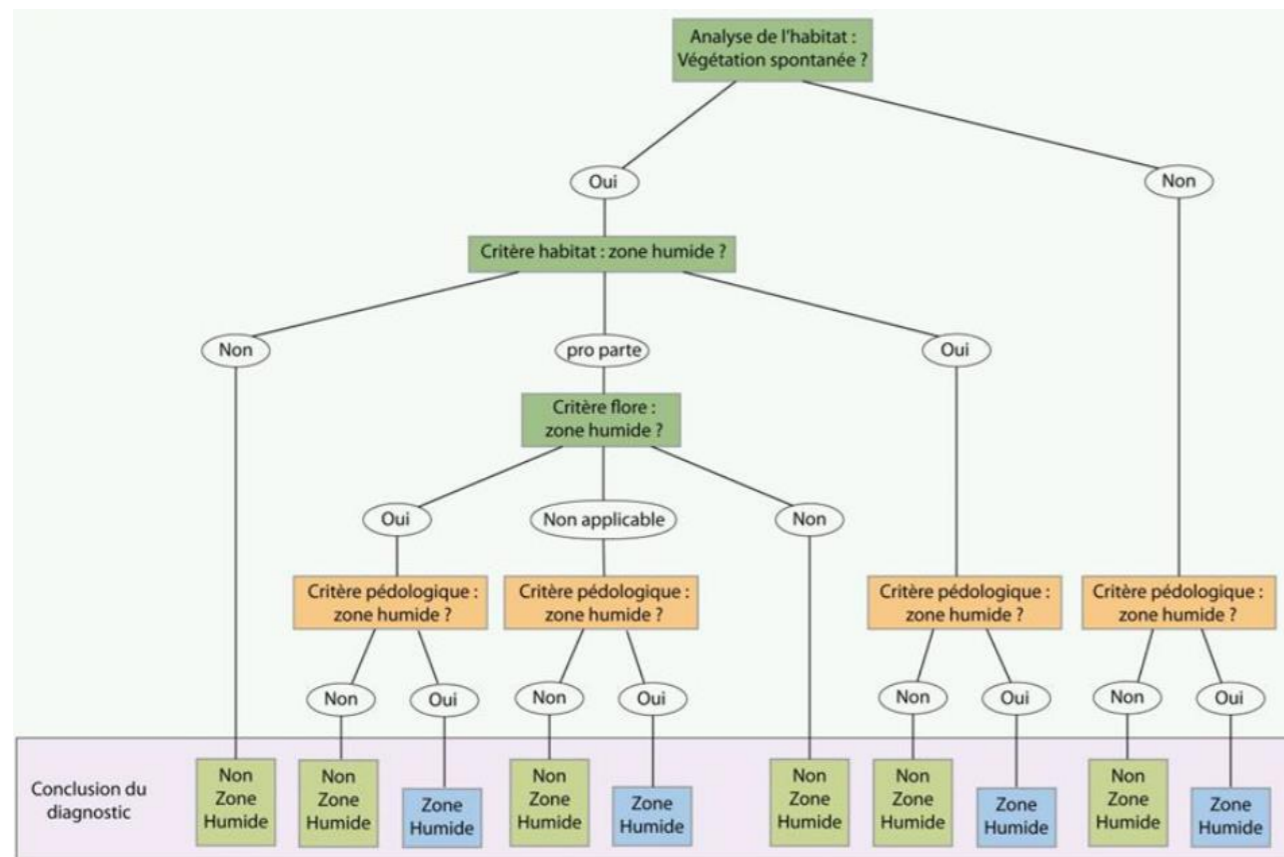 Analyse de l'habitat :
Végétation spontanée ?
Oui
Non
Critère habitat : zone humide ?
Non
pro parte
Oui
Critère flore :
zone humide ?
Oui
Non applicable
Non
Critère pédologique :
zone humide ?
Critère pédologique :
zone humide ?
Critère pédologique :
zone humide ?
Critère pédologique :
zone humide ?
Non
Oui
Non
Oui
Non
Oui
Non
Oui
Conclusion du
diagnostic
Non
Zone
Humide
Non
Zone
Humide
Zone
Humide
Non
Zone
Humide
Zone
Humide
Non
Zone
Humide
Non
Zone
Humide
Zone
Humide
Non
Zone
Humide
Zone
Humide